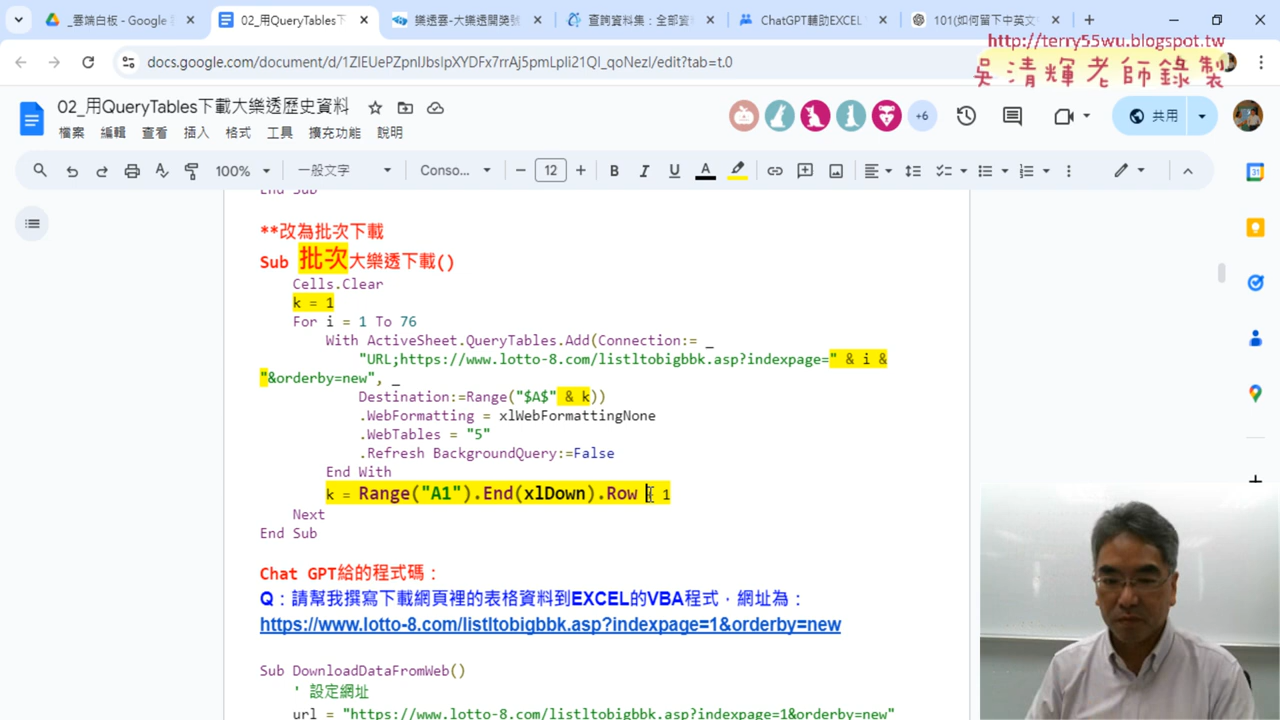 _雲端白板 - Google
02_用QueryTables下
樂透雲-大樂透開獎號
查詢資料集：全部資
ChatGPT輔助EXCEL
101(如何留下中英文
http://terry55wu.blogspot.tw
docs.google.com/document/d/1ZlEUePZpnIJbsIpXYDFx7rrAj5pmLpIi21QI_qoNezI/edit?tab=t.0
吳清輝老師錄製
02_用QueryTables下載大樂透歷史資料
+6
共用
檔案 編輯 查看 插入 格式 工具 擴充功能 說明
100% 一般文字 Conso... 12 B I U A
31
End Sub
**改為批次下載
Sub 批次大樂透下載()
Cells.Clear
k = 1
For i = 1 To 76
With ActiveSheet.QueryTables.Add(Connection:= _
"URL;https://www.lotto-8.com/listltobigbbk.asp?indexpage=" & i &
"&orderby=new", _
Destination:=Range("$A$" & k))
.WebFormatting = xlWebFormattingNone
.WebTables = "5"
.Refresh BackgroundQuery:=False
End With
k = Range("A1").End(xlDown).Row + 1
Next
End Sub
Chat GPT給的程式碼：
Q：請幫我撰寫下載網頁裡的表格資料到EXCEL的VBA程式，網址為：
https://www.lotto-8.com/listltobigbbk.asp?indexpage=1&orderby=new
Sub DownloadDataFromWeb()
' 設定網址
url = "https://www.lotto-8.com/listltobigbbk.asp?indexpage=1&orderby=new"